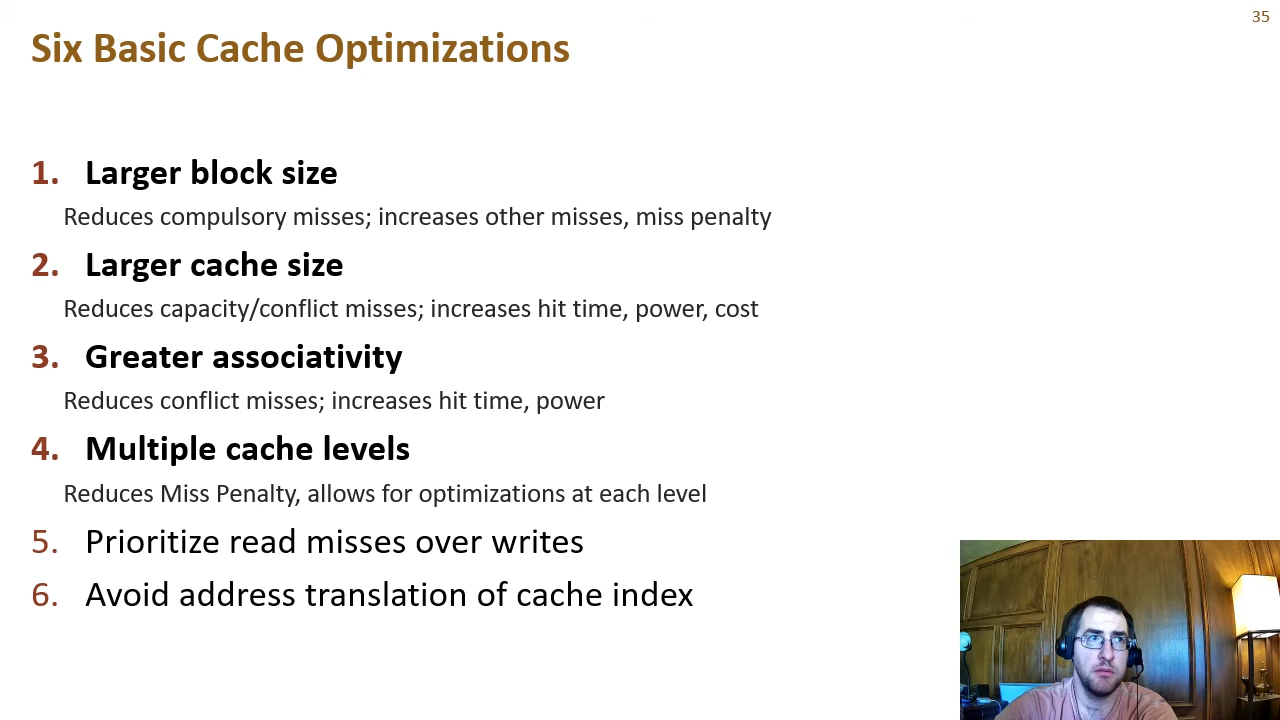 35
Six Basic Cache Optimizations
1. Larger block size
Reduces compulsory misses; increases other misses, miss penalty
2. Larger cache size
Reduces capacity/conflict misses; increases hit time, power, cost
3. Greater associativity
Reduces conflict misses; increases hit time, power
4. Multiple cache levels
Reduces Miss Penalty, allows for optimizations at each level
5. Prioritize read misses over writes
6. Avoid address translation of cache index